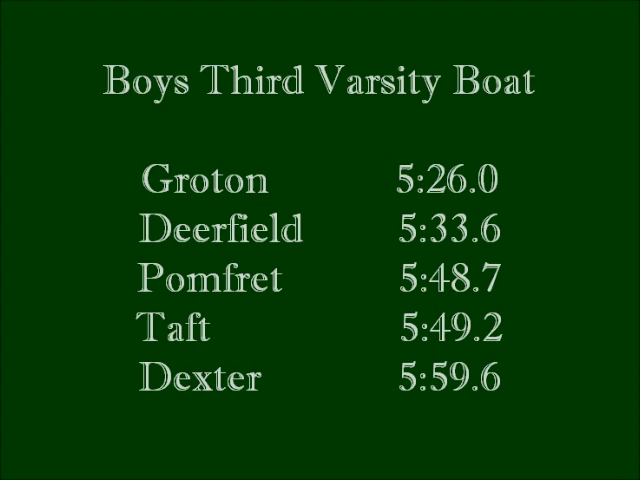 Boys Third Varsity Boat
Groton 5:26.0
Deerfield 5:33.6
Pomfret 5:48.7
Taft 5:49.2
Dexter 5:59.6